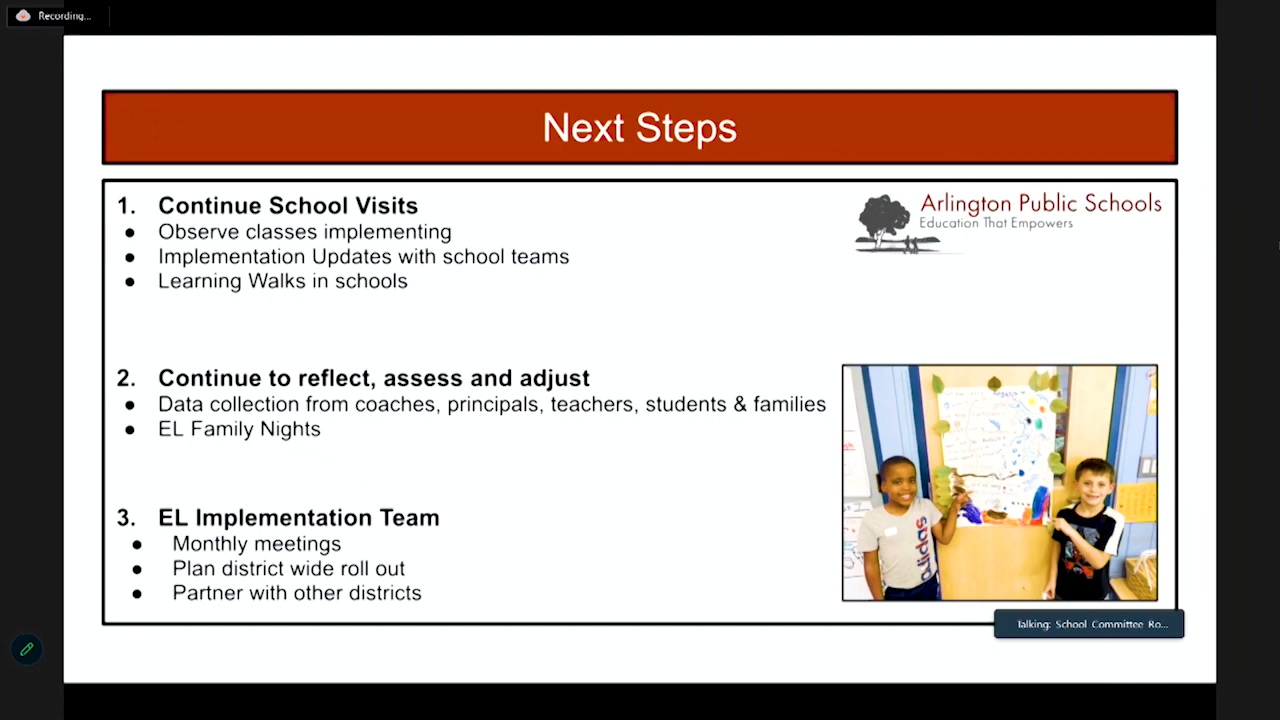 Recording...
Next Steps
Arlington Public Schools
Education That Empowers
1. Continue School Visits
● Observe classes implementing
● Implementation Updates with school teams
● Learning Walks in schools
2. Continue to reflect, assess and adjust
● Data collection from coaches, principals, teachers, students & families
● EL Family Nights
3. EL Implementation Team
● Monthly meetings
● Plan district wide roll out
● Partner with other districts
adidas
Talking: School Committee Ro...